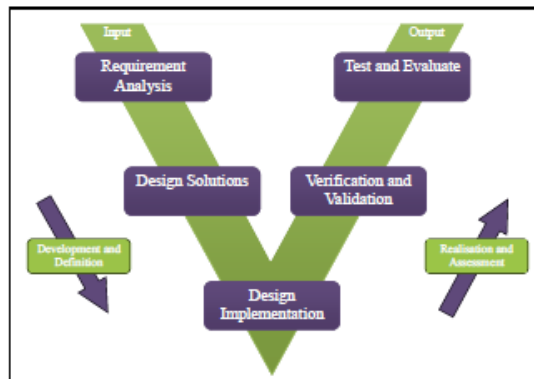 Input
Output
Requirement
Analysis
Test and Evaluate
Design Solutions
Verification and
Validation
Development and
Definition
Realisation and
Assessment
Design
Implementation